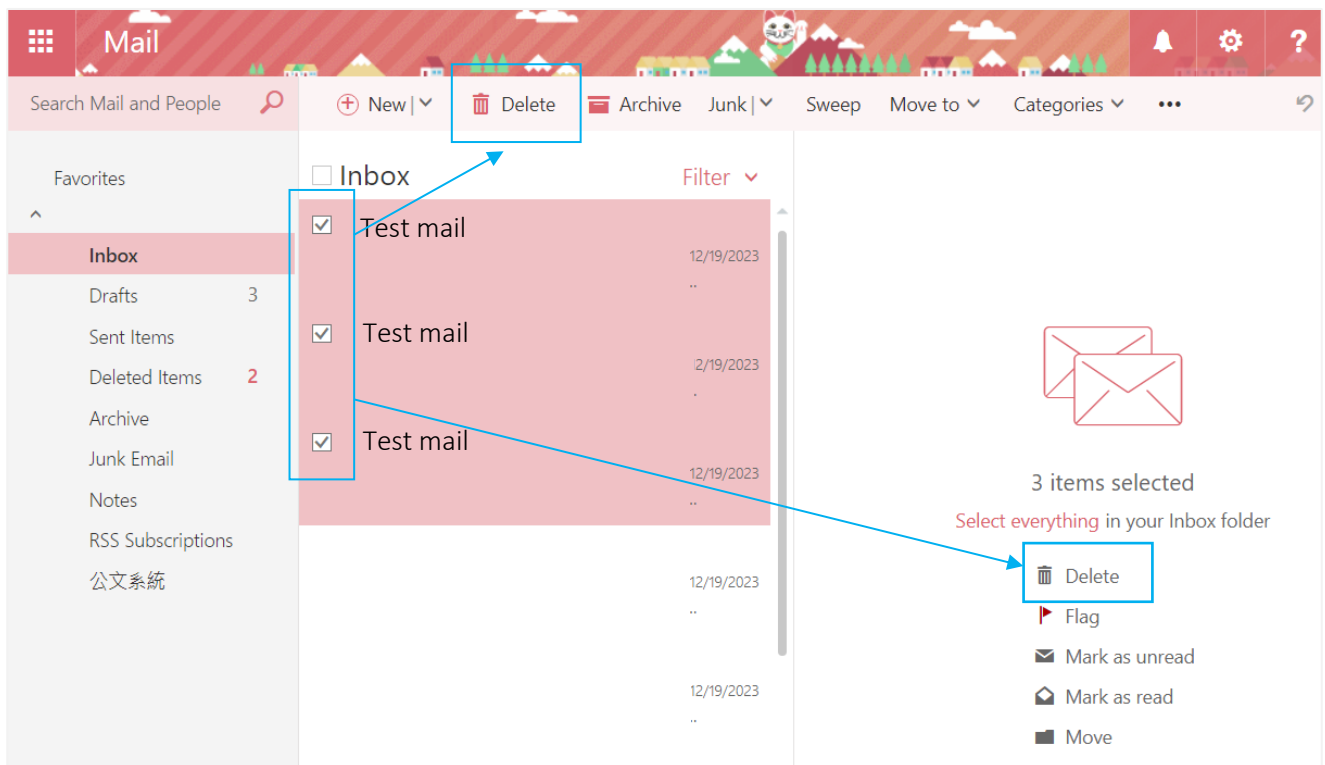 Mail
?
Search Mail and People
New
Delete
Archive
Junk
Sweep
Move to
Categories
•••
Favorites
Inbox
Drafts 3
Sent Items
Deleted Items 2
Archive
Junk Email
Notes
RSS Subscriptions
公文系統
Inbox
Filter
Test mail
12/19/2023
..
Test mail
12/19/2023
.
Test mail
12/19/2023
..
12/19/2023
..
12/19/2023
..
3 items selected
Select everything in your Inbox folder
Delete
Flag
Mark as unread
Mark as read
Move